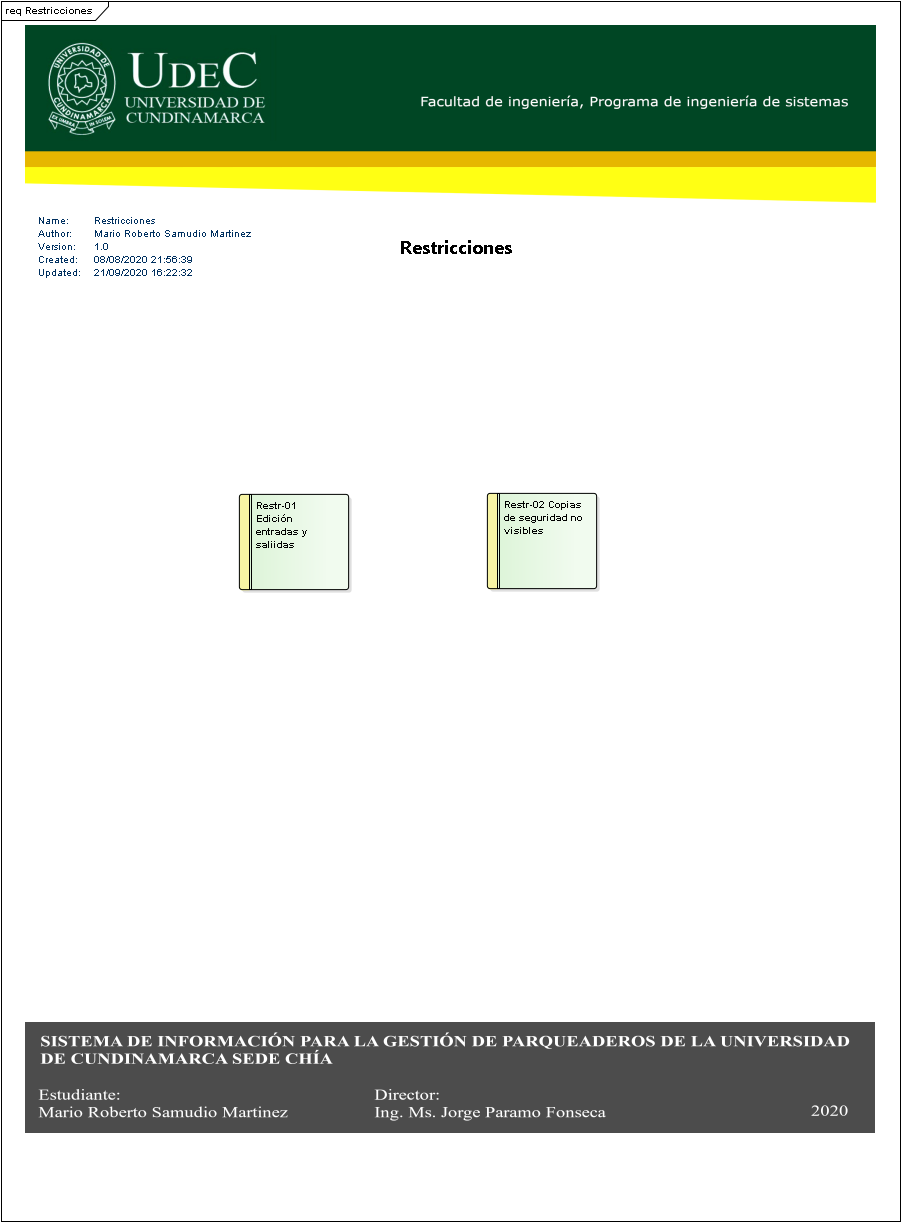 req Restricciones
UNIVERSIDAD DE CUNDINAMARCA
UDEC
UNIVERSIDAD DE
CUNDINAMARCA
Facultad de ingeniería, Programa de ingeniería de sistemas
Name: Restricciones
Author: Mario Roberto Samudio Martinez
Version: 1.0
Created: 08/08/2020 21:56:39
Updated: 21/09/2020 16:22:32
Restricciones
Restr-01
Edición
entradas y
saliidas
Restr-02 Copias
de seguridad no
visibles
SISTEMA DE INFORMACIÓN PARA LA GESTIÓN DE PARQUEADEROS DE LA UNIVERSIDAD
DE CUNDINAMARCA SEDE CHÍA
Estudiante:
Mario Roberto Samudio Martinez
Director:
Ing. Ms. Jorge Paramo Fonseca
2020